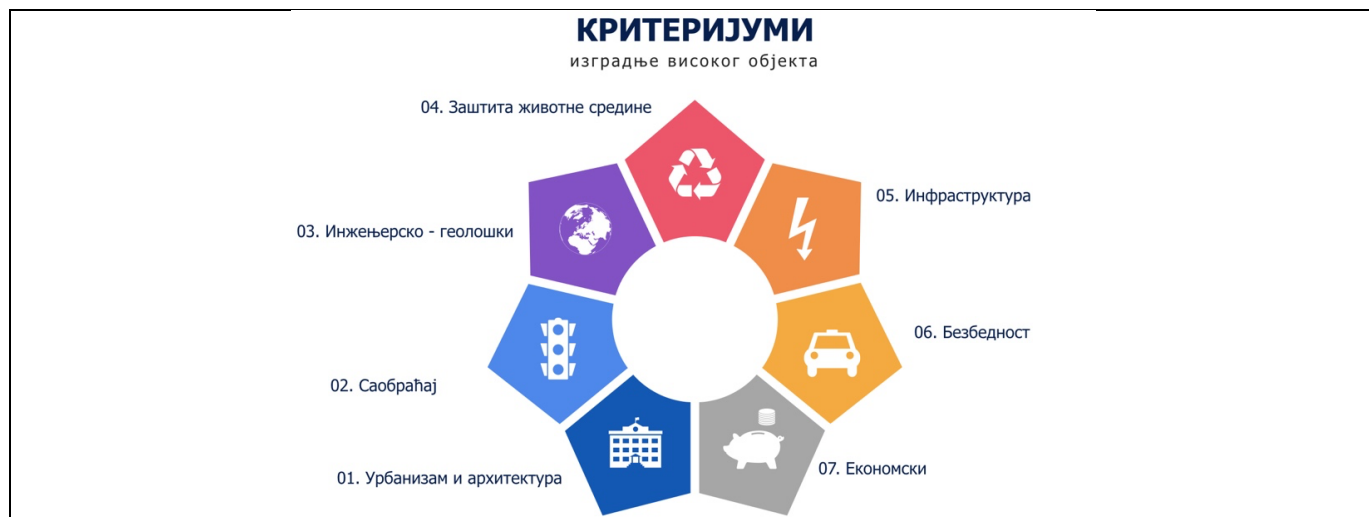 КРИТЕРИЈУМИ
изградње високог објекта
04. Заштита животне средине
05. Инфраструктура
03. Инжењерско - геолошки
06. Безбедност
02. Саобраћај
07. Економски
01. Урбанизам и архитектура